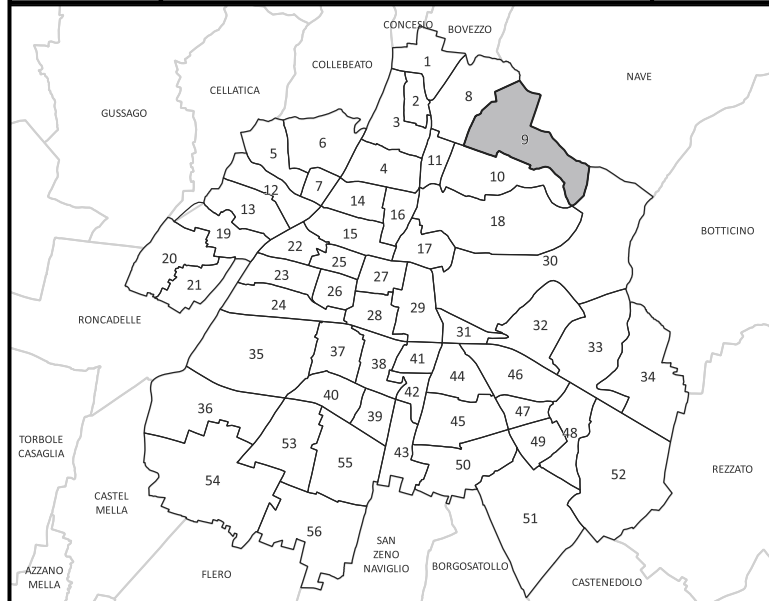 CONCESIO
BOVEZZO
COLLEBEATO
NAVE
CELLATICA
GUSSAGO
1
2
8
3
9
6
5
11
4
10
7
12
14
13
16
18
15
19
22
17
20
25
30
23
27
21
26
24
29
28
31
32
33
34
35
37
38
41
44
46
42
40
36
39
47
45
48
43
49
53
50
55
52
54
51
56
BOTTICINO
RONCADELLE
TORBOLE
CASAGLIA
REZZATO
CASTEL
MELLA
SAN
ZENO
NAVIGLIO
BORGOSATOLLO
AZZANO
MELLA
FLERO
CASTENEDOLO